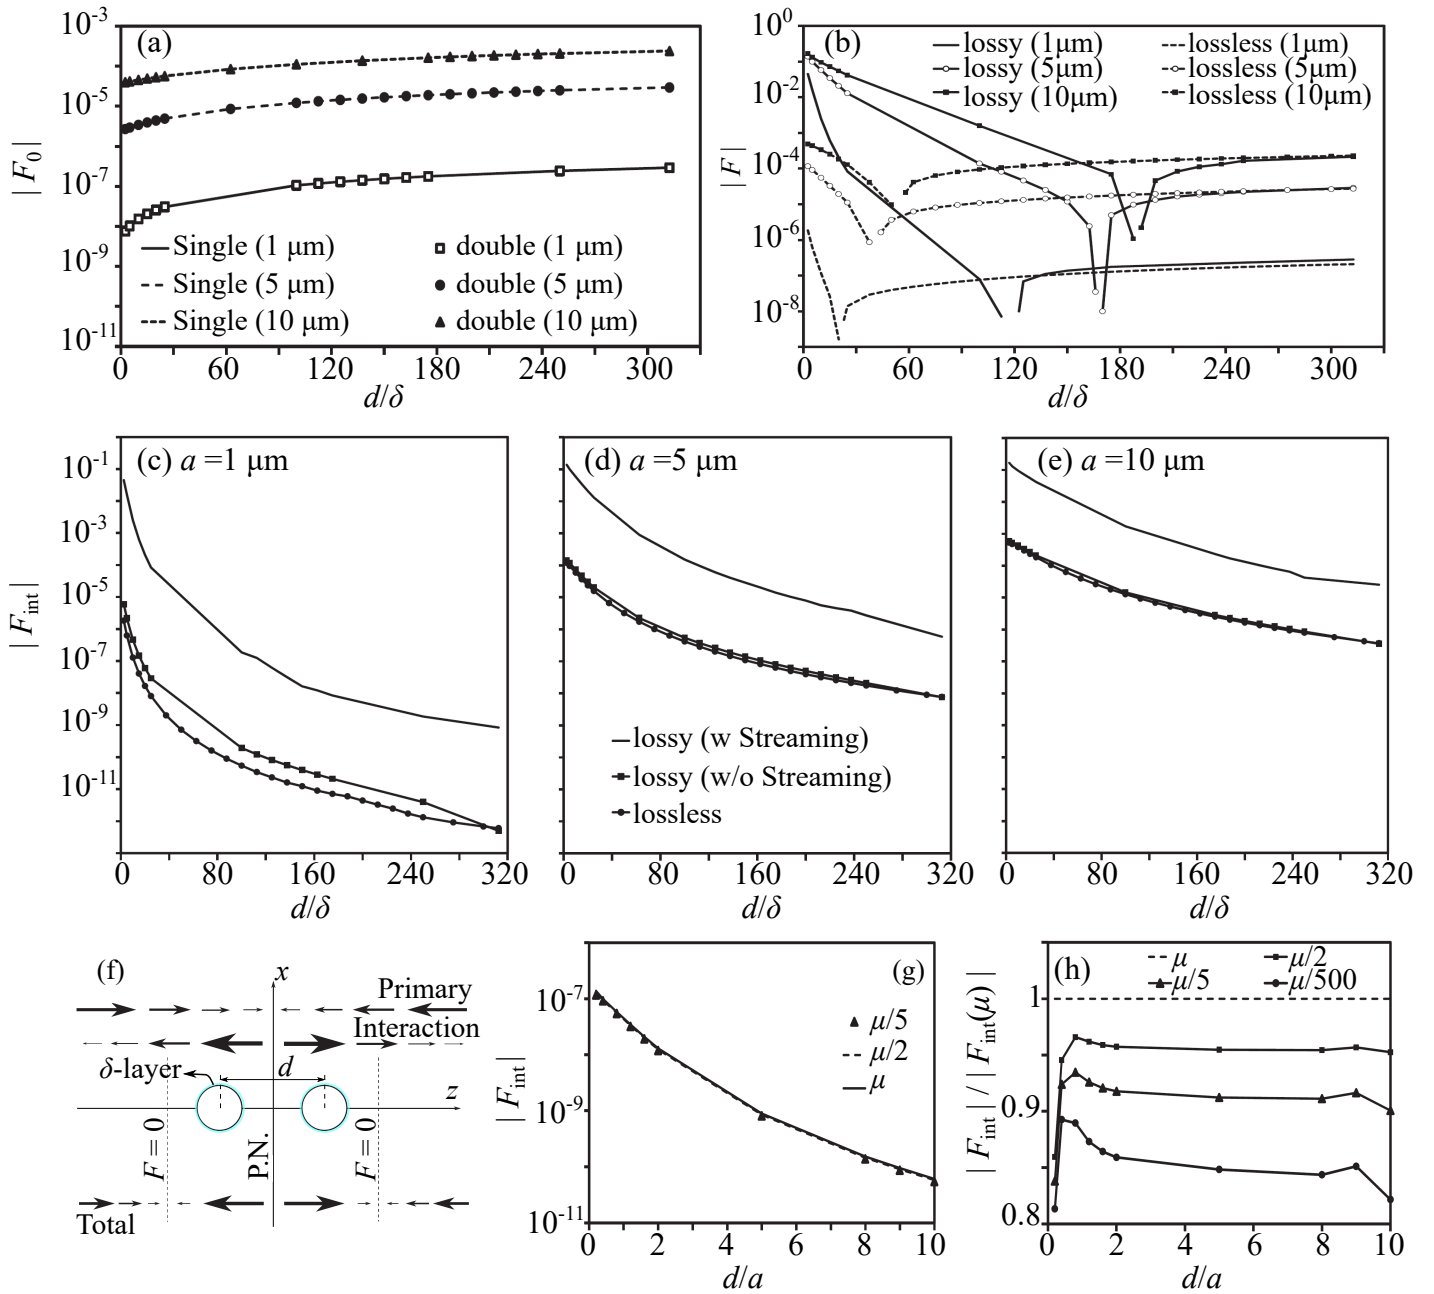 (a)
|F₀|
10⁻³
10⁻⁵
10⁻⁷
10⁻⁹
10⁻¹¹
Single (1 μm) double (1 μm)
Single (5 μm) double (5 μm)
Single (10 μm) double (10 μm)
0 60 120 180 240 300
d/δ
(b)
|F|
10⁰
10⁻²
10⁻⁴
10⁻⁶
10⁻⁸
lossy (1μm) lossless (1μm)
lossy (5μm) lossless (5μm)
lossy (10μm) lossless (10μm)
0 60 120 180 240 300
d/δ
(c) a =1 μm
|F_int|
10⁻¹
10⁻³
10⁻⁵
10⁻⁷
10⁻⁹
10⁻¹¹
0 80 160 240 320
d/δ
(d) a =5 μm
lossy (w Streaming)
lossy (w/o Streaming)
lossless
0 80 160 240 320
d/δ
(e) a =10 μm
0 80 160 240 320
d/δ
(f)
x
Primary
Interaction
δ-layer
d
z
F = 0
P.N.
F = 0
Total
(g)
|F_int|
10⁻⁷
10⁻⁹
10⁻¹¹
μ/5
μ/2
μ
0 2 4 6 8 10
d/a
(h)
|F_int| / |F_int(μ)|
μ μ/2
μ/5 μ/500
1
0.9
0.8
0 2 4 6 8 10
d/a